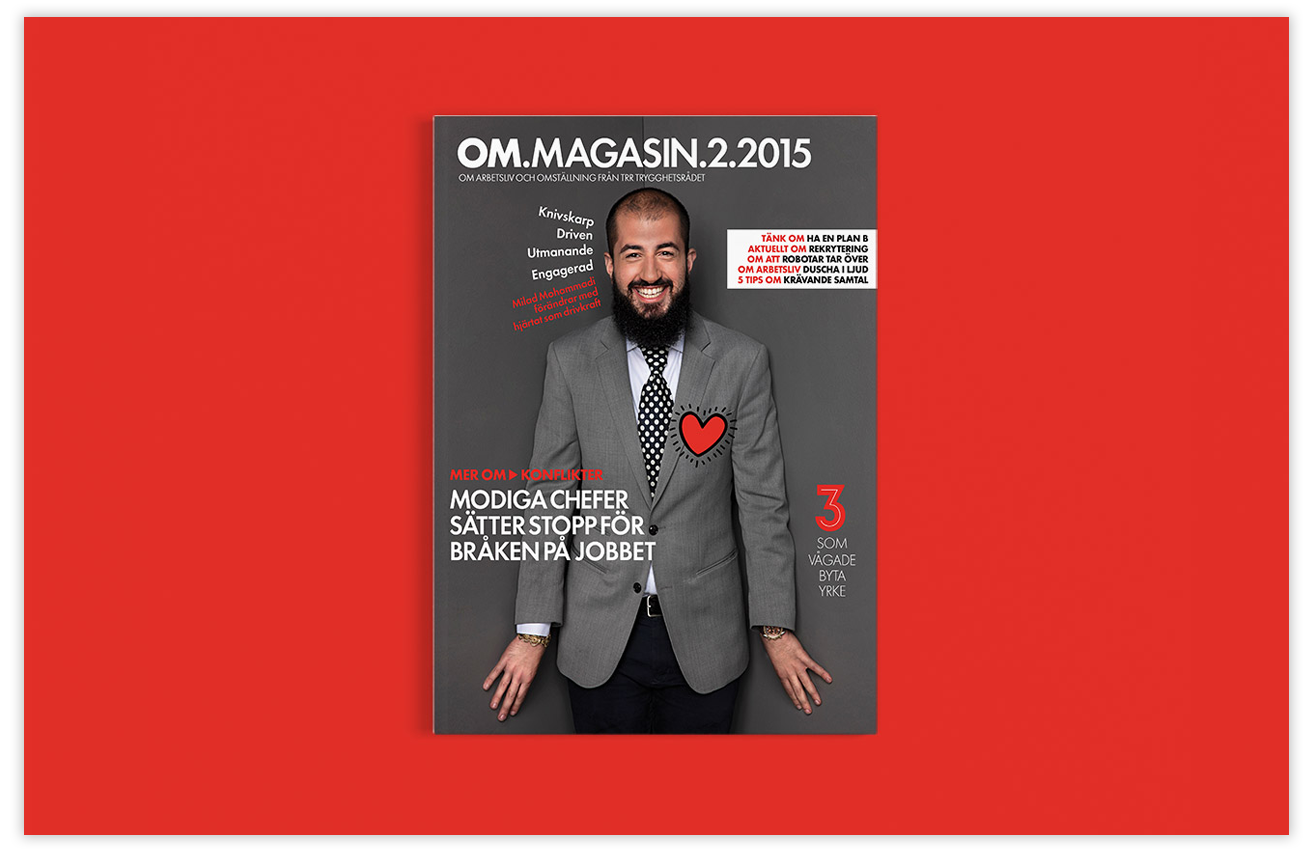 OM.MAGASIN.2.2015
OM ARBETSLIV OCH OMSTÄLLNING FRÅN TRR TRYGGHETSRÅDET
Knivskarp
Driven
Utmanande
Engagerad
Milad Mohammadi
förändrar med
hjärtat som drivkraft
TÄNK OM HA EN PLAN B
AKTUELLT OM REKRYTERING
OM ATT ROBOTAR TAR ÖVER
OM ARBETSLIV DUSCHA I LJUD
5 TIPS OM KRÄVANDE SAMTAL
MER OM ▶ KONFLIKTER
MODIGA CHEFER
SÄTTER STOPP FÖR
BRÅKEN PÅ JOBBET
3
SOM
VÅGADE
BYTA
YRKE